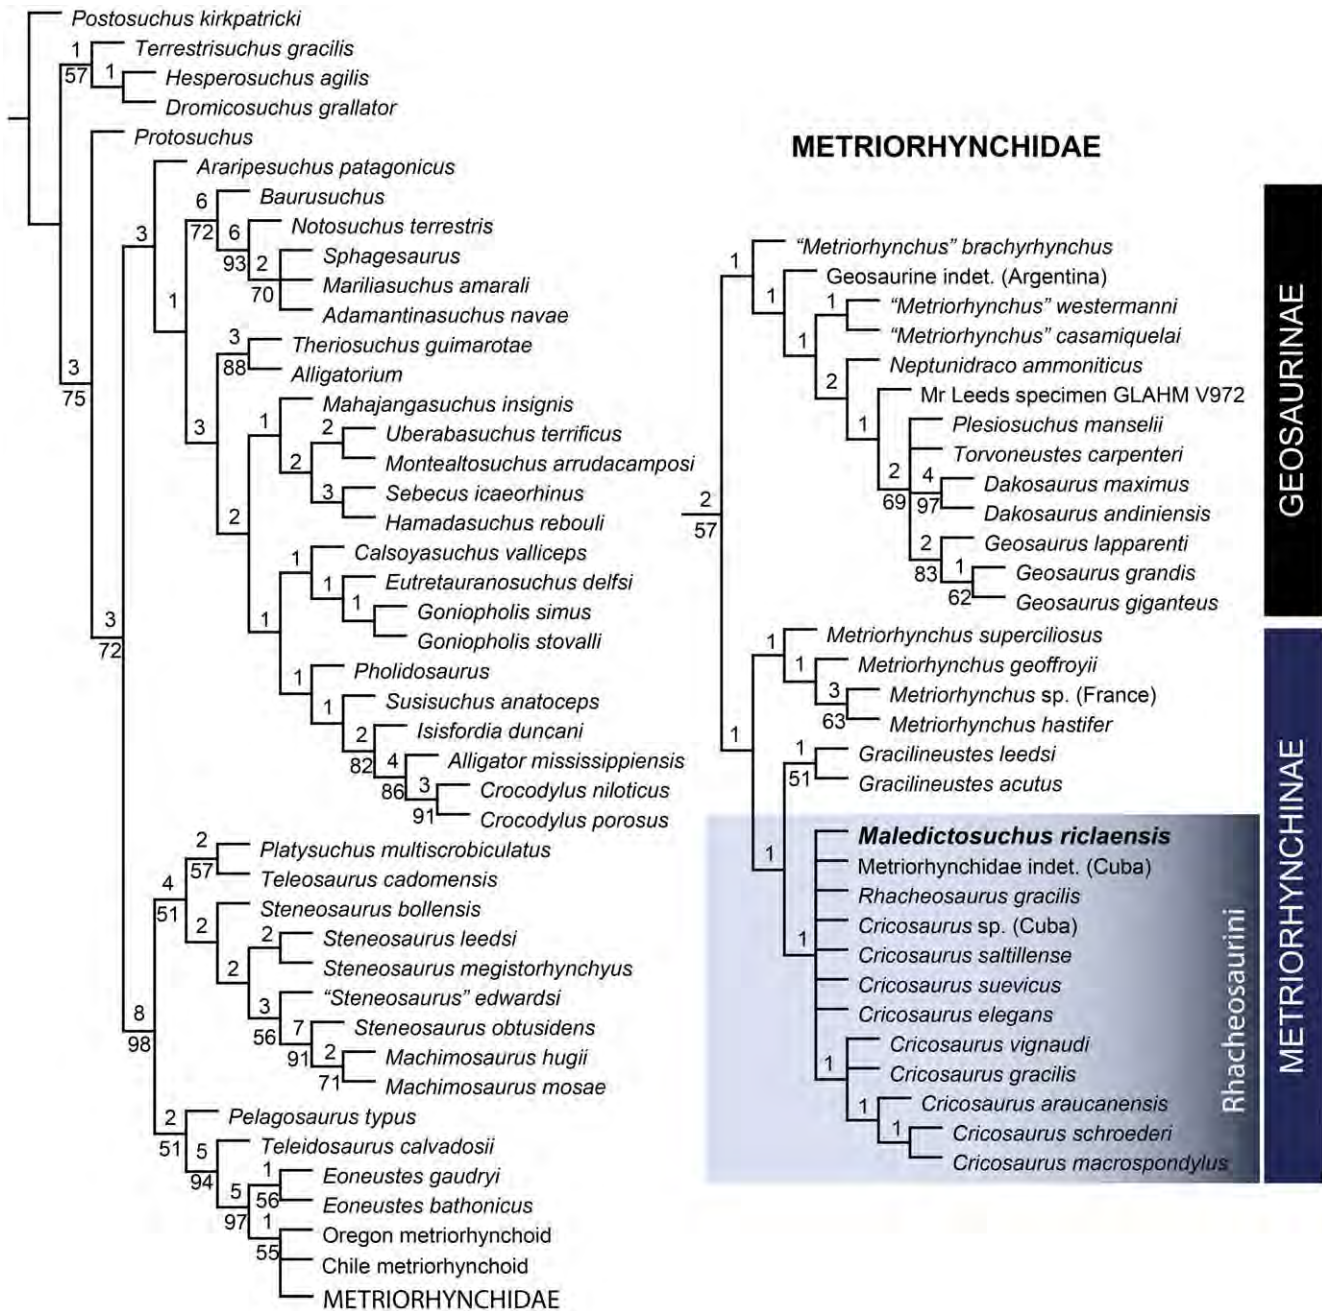 Postosuchus kirkpatricki
1
Terrestrisuchus gracilis
57
1
Hesperosuchus agilis
Dromicosuchus grallator
Protosuchus
3
75
Araripesuchus patagonicus
3
6
Baurusuchus
72
6
Notosuchus terrestris
93
2
Sphagesaurus
Mariliasuchus amarali
70
Adamantinasuchus navae
1
3
Theriosuchus guimarotae
88
Alligatorium
3
1
Mahajangasuchus insignis
2
Uberabasuchus terrificus
2
Montealtosuchus arrudacamposi
3
Sebecus icaeorhinus
Hamadasuchus rebouli
2
1
Calsoyasuchus valliceps
1
Eutretauranosuchus delfsi
1
Goniopholis simus
Goniopholis stovalli
1
1
Pholidosaurus
1
Susisuchus anatoceps
2
Isisfordia duncani
82
4
Alligator mississippiensis
86
3
Crocodylus niloticus
91
Crocodylus porosus
3
72
2
Platysuchus multiscrobiculatus
57
Teleosaurus cadomensis
4
51
2
Steneosaurus bollensis
2
2
Steneosaurus leedsi
Steneosaurus megistorhynchyus
3
“Steneosaurus” edwardsi
56
7
Steneosaurus obtusidens
91
2
Machimosaurus hugii
71
Machimosaurus mosae
8
98
2
Pelagosaurus typus
51
5
Teleidosaurus calvadosii
94
1
Eoneustes gaudryi
5
56
Eoneustes bathonicus
97
1
Oregon metriorhynchoid
55
Chile metriorhynchoid
METRIORHYNCHIDAE
METRIORHYNCHIDAE
1
“Metriorhynchus” brachyrhynchus
1
Geosaurine indet. (Argentina)
1
“Metriorhynchus” westermanni
1
“Metriorhynchus” casamiquelai
2
Neptunidraco ammoniticus
1
Mr Leeds specimen GLAHM V972
Plesiosuchus manselii
Torvoneustes carpenteri
2
69
4
Dakosaurus maximus
97
Dakosaurus andiniensis
2
Geosaurus lapparenti
83
1
Geosaurus grandis
62
Geosaurus giganteus
2
57
1
Metriorhynchus superciliosus
1
Metriorhynchus geoffroyii
3
Metriorhynchus sp. (France)
63
Metriorhynchus hastifer
1
1
Gracilineustes leedsi
51
Gracilineustes acutus
1
Maledictosuchus riclaensis
Metriorhynchidae indet. (Cuba)
Rhacheosaurus gracilis
1
Cricosaurus sp. (Cuba)
Cricosaurus saltillense
Cricosaurus suevicus
Cricosaurus elegans
1
Cricosaurus vignaudi
Cricosaurus gracilis
1
Cricosaurus araucanensis
1
Cricosaurus schroederi
Cricosaurus macrospondylus
Rhacheosaurini
GEOSAURINAE
METRIORHYNCHINAE